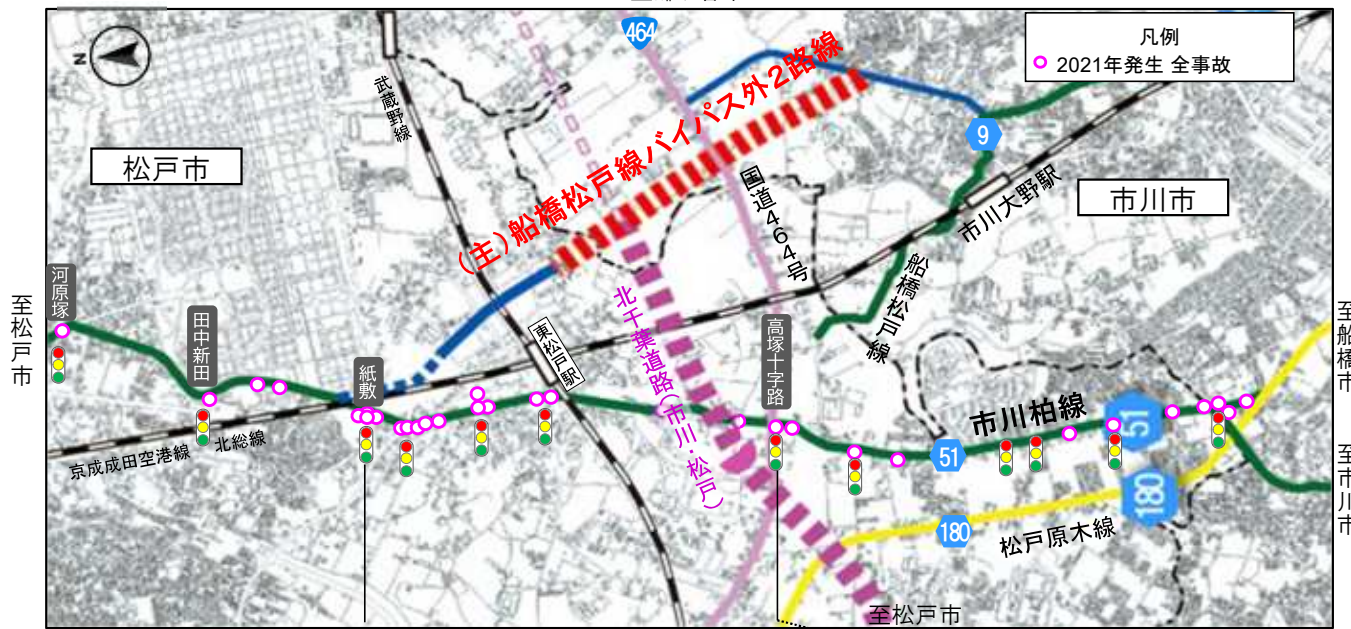 464
凡例
2021年発生 全事故
N
武蔵野線
松戸市
(主)船橋松戸線バイパス外2路線
9
国道464号
市川大野駅
市川市
船橋松戸線
河原塚
至松戸市
田中新田
紙敷
東松戸駅
北千葉道路(市川・松戸)
高塚十字路
至船橋市
京成成田空港線 北総線
市川柏線
51
51
180
180
松戸原木線
至市川市
至松戸市